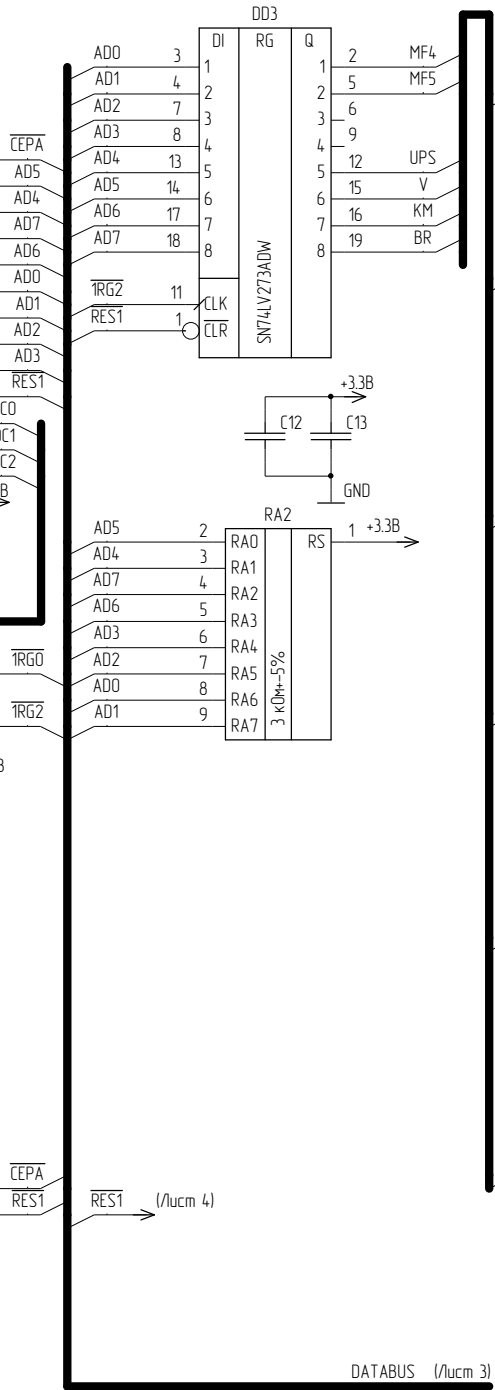 DD3
DI RG Q
AD0 3 1 1 2 MF4
AD1 4 2 2 5 MF5
AD2 7 3 3 6
AD3 8 4 4 9
AD4 13 5 5 12 UPS
AD5 14 6 6 15 V
AD6 17 7 7 16 KM
AD7 18 8 8 19 BR
1RG2 11 CLK
RES1 1 CLR
SN74LV273ADW
CEPA
AD5
AD4
AD7
AD6
AD0
AD1
AD2
AD3
RES1
C0
C1
C2
В
+3.3В
C12 C13
GND
RA2
AD5 2 RA0 RS 1 +3.3В
AD4 3 RA1
AD7 4 RA2
AD6 5 RA3
AD3 6 RA4
AD2 7 RA5
AD0 8 RA6
AD1 9 RA7
3 кОм+-5%
1RG0
1RG2
В
CEPA
RES1
RES1 (Лист 4)
DATABUS (Лист 3)